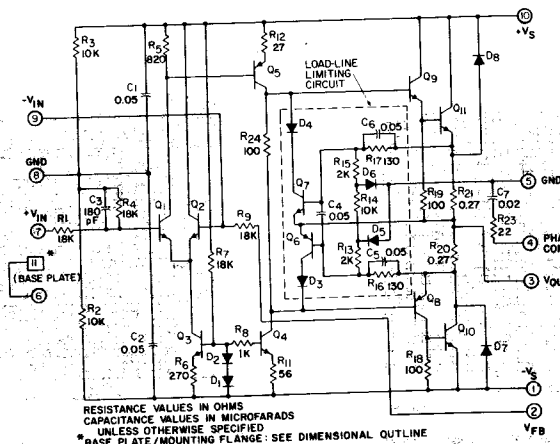 R3
10K
R5
820
R12
27
LOAD-LINE
LIMITING
CIRCUIT
10
+VS
Q5
Q9
D8
C1
0.05
-VIN
9
R24
100
D4
C6 0.05
R17 130
Q11
R15
2K
D6
GND
8
5
GND
C3
180
pF
R4
18K
Q1
Q2
Q7
R14
10K
R19
100
R21
0.27
C7
0.02
+VIN
7
R1
1.8K
R9
18K
R7
18K
C4
0.05
R23
22
4
PHA
COM
Q6
D5
R13
2K
C5 0.05
R20
0.27
3
VOU
11 *
(BASE PLATE)
6
D3
R16 130
Q8
R2
10K
C2
0.05
Q3
R8
1K
Q4
Q10
D7
R6
270
D2
D1
R11
56
R18
100
-VS
1
2
VFB
RESISTANCE VALUES IN OHMS
CAPACITANCE VALUES IN MICROFARADS
UNLESS OTHERWISE SPECIFIED
*BASE PLATE/MOUNTING FLANGE: SEE DIMENSIONAL OUTLINE